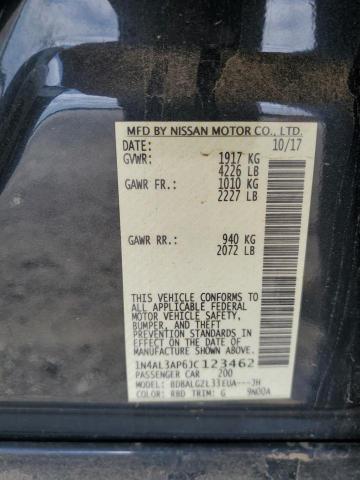 MFD BY NISSAN MOTOR CO., LTD.
DATE: 10/17
GVWR: 1917 KG
4226 LB
GAWR FR.: 1010 KG
2227 LB
GAWR RR.: 940 KG
2072 LB
THIS VEHICLE CONFORMS TO
ALL APPLICABLE FEDERAL
MOTOR VEHICLE SAFETY,
BUMPER, AND THEFT
PREVENTION STANDARDS
IN EFFECT ON THE DATE OF
MANUFACTURE SHOWN ABOVE.
1N4AL3AP6JC123462
PASSENGER CAR 200
MODEL: BDBALGZL33EUA---JH
COLOR: RBD TRIM: G 9N00A